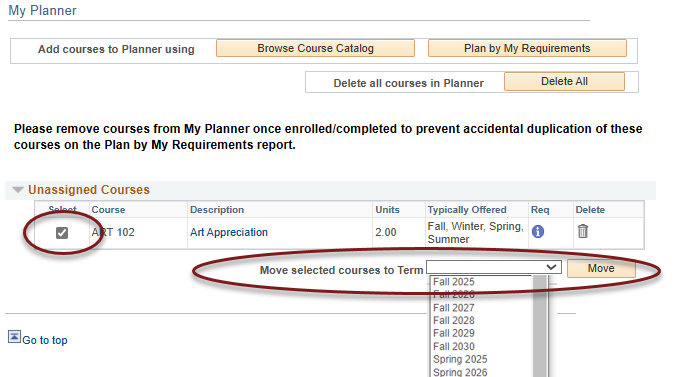 My Planner
Add courses to Planner using Browse Course Catalog Plan by My Requirements
Delete all courses in Planner Delete All
Please remove courses from My Planner once enrolled/completed to prevent accidental duplication of these
courses on the Plan by My Requirements report.
Unassigned Courses
Select Course Description Units Typically Offered Req Delete
ART 102 Art Appreciation 2.00 Fall, Winter, Spring,
Summer
Move selected courses to Term Move
Fall 2025
Fall 2026
Fall 2027
Fall 2028
Fall 2029
Fall 2030
Spring 2025
Spring 2026
Go to top